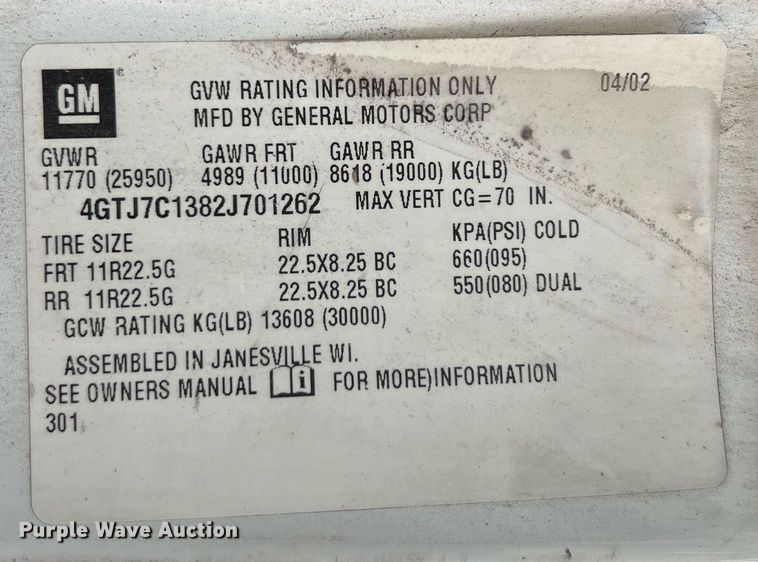 GM
GVW RATING INFORMATION ONLY 04/02
MFD BY GENERAL MOTORS CORP
GVWR GAWR FRT GAWR RR
11770 (25950) 4989 (11000) 8618 (19000) KG(LB)
4GTJ7C1382J701262 MAX VERT CG=70 IN.
TIRE SIZE RIM KPA(PSI) COLD
FRT 11R22.5G 22.5X8.25 BC 660(095)
RR 11R22.5G 22.5X8.25 BC 550(080) DUAL
GCW RATING KG(LB) 13608 (30000)
ASSEMBLED IN JANESVILLE WI.
SEE OWNERS MANUAL i FOR MORE)INFORMATION
301
Purple Wave Auction